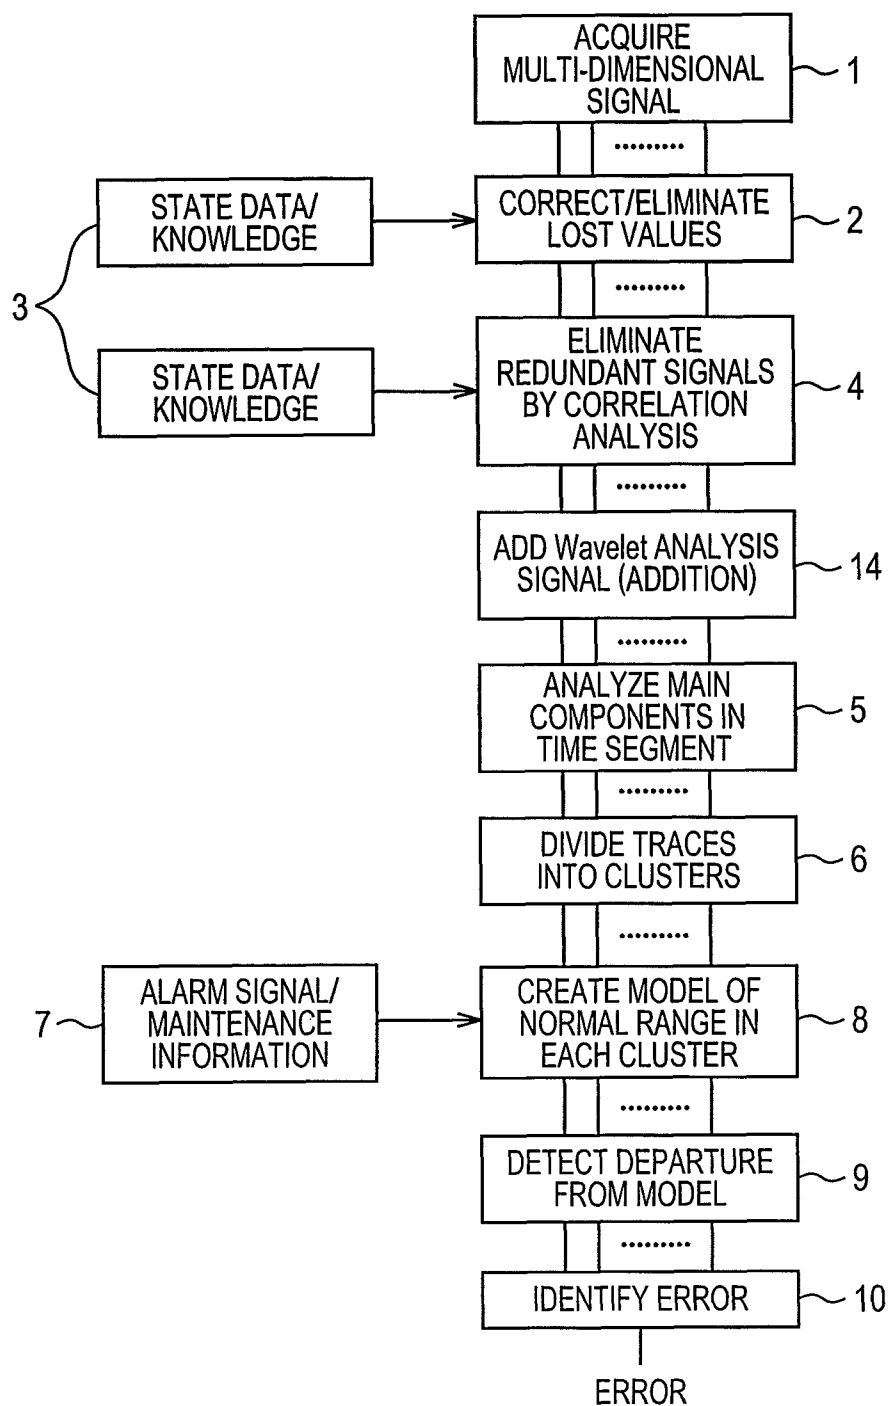 ACQUIRE
MULTI-DIMENSIONAL
SIGNAL
1
STATE DATA/
KNOWLEDGE
CORRECT/ELIMINATE
LOST VALUES
2
3
STATE DATA/
KNOWLEDGE
ELIMINATE
REDUNDANT SIGNALS
BY CORRELATION
ANALYSIS
4
ADD Wavelet ANALYSIS
SIGNAL (ADDITION)
14
ANALYZE MAIN
COMPONENTS IN
TIME SEGMENT
5
DIVIDE TRACES
INTO CLUSTERS
6
7
ALARM SIGNAL/
MAINTENANCE
INFORMATION
CREATE MODEL OF
NORMAL RANGE IN
EACH CLUSTER
8
DETECT DEPARTURE
FROM MODEL
9
IDENTIFY ERROR
10
ERROR